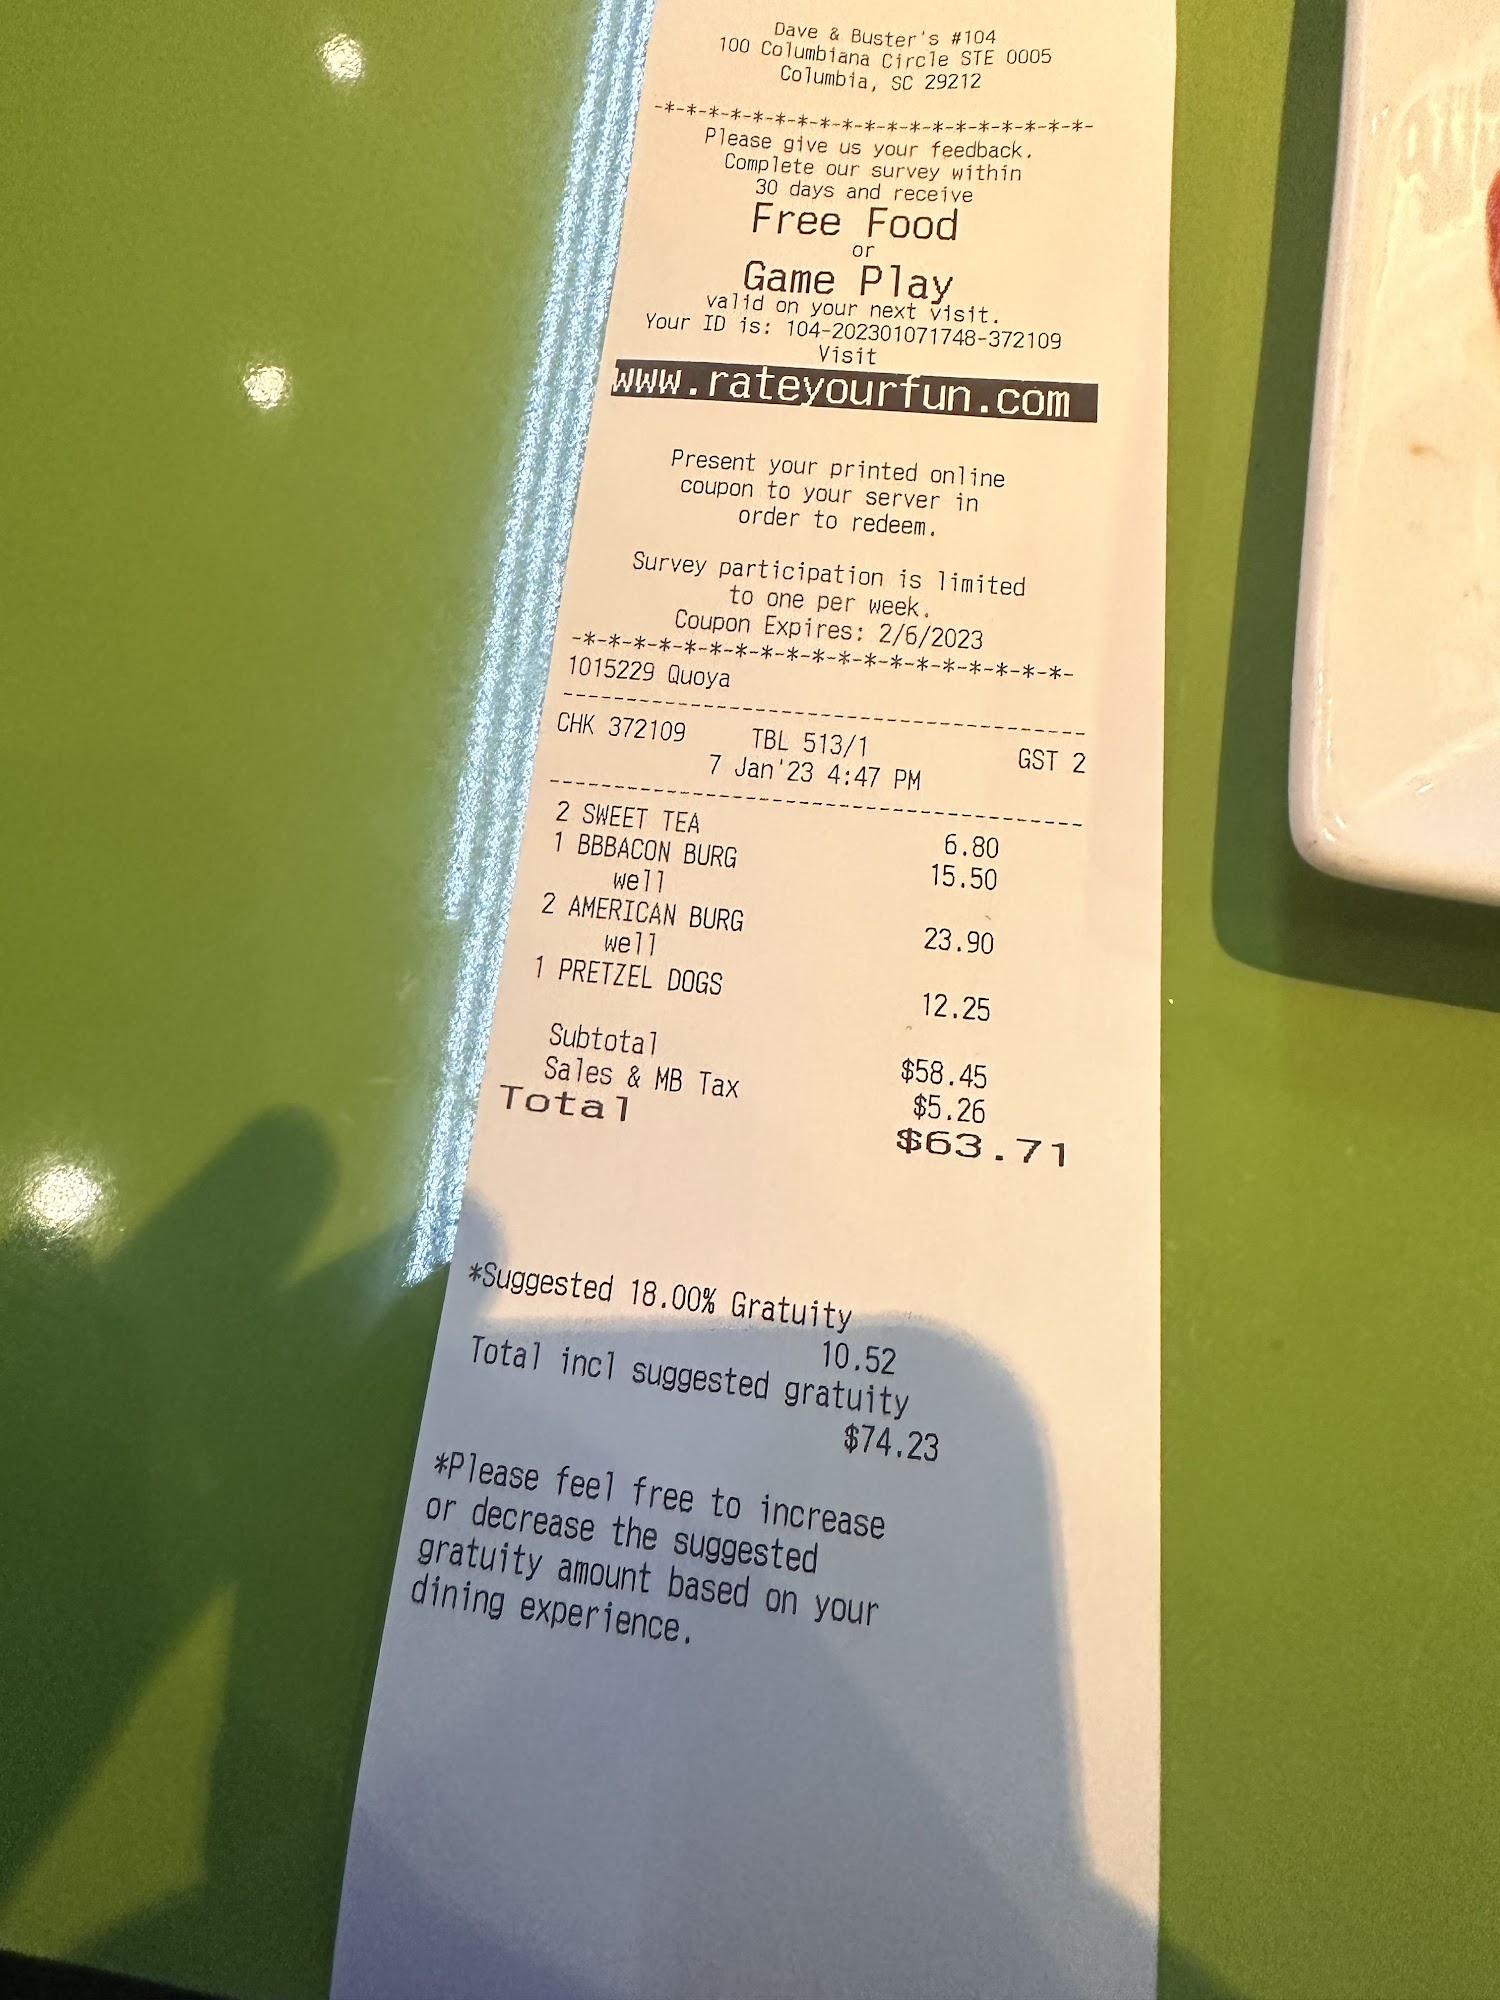 Dave & Buster's #104
100 Columbiana Circle STE 0005
Columbia, SC 29212
-*-*-*-*-*-*-*-*-*-*-*-*-*-*-*-*-*-*-*-*-
Please give us your feedback.
Complete our survey within
30 days and receive
Free Food
or
Game Play
valid on your next visit.
Your ID is: 104-202301071748-372109
Visit
www.rateyourfun.com
Present your printed online
coupon to your server in
order to redeem.
Survey participation is limited
to one per week.
Coupon Expires: 2/6/2023
-*-*-*-*-*-*-*-*-*-*-*-*-*-*-*-*-*-*-*-*-
1015229 Quoya
----------------------------------------
CHK 372109 TBL 513/1 GST 2
7 Jan'23 4:47 PM
----------------------------------------
2 SWEET TEA 6.80
1 BBBACON BURG 15.50
well
2 AMERICAN BURG 23.90
well
1 PRETZEL DOGS 12.25
Subtotal $58.45
Sales & MB Tax $5.26
Total $63.71
*Suggested 18.00% Gratuity
10.52
Total incl suggested gratuity
$74.23
*Please feel free to increase
or decrease the suggested
gratuity amount based on your
dining experience.